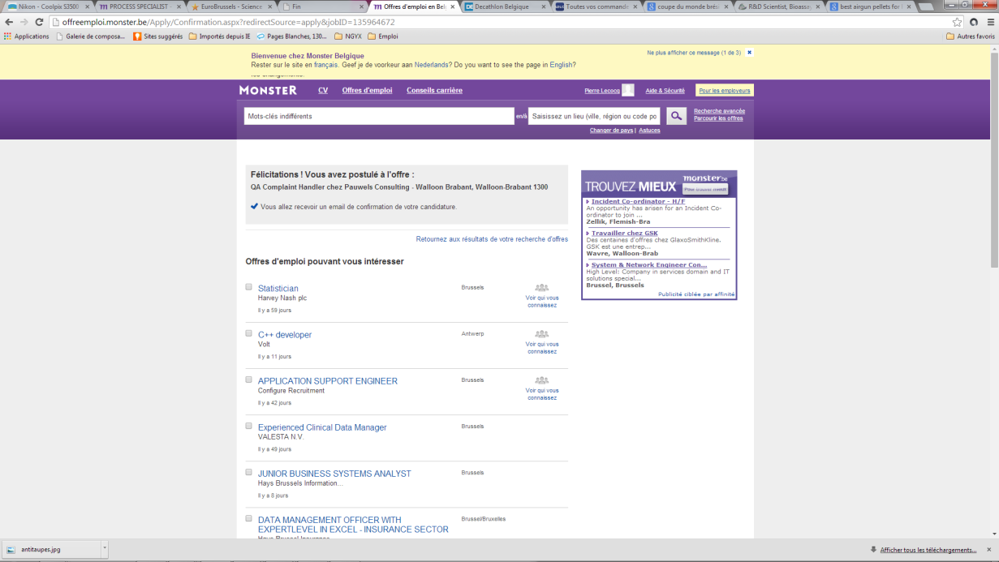 Nikon - Coolpix S3500
PROCESS SPECIALIST -
EuroBrussels - Science
Fin
Offres d'emploi en Bel
Decathlon Belgique
Toutes vos commande
coupe du monde brés
R&D Scientist, Bioassa
best airgun pellets for
offreemploi.monster.be/Apply/Confirmation.aspx?redirectSource=apply&jobID=135964672
Applications
Galerie de composa...
Sites suggérés
Importés depuis IE
Pages Blanches, 130...
NGYX
Emploi
Autres favoris
Bienvenue chez Monster Belgique
Ne plus afficher ce message (1 de 3)
Rester sur le site en français. Geef je de voorkeur aan Nederlands? Do you want to see the page in English?
MONSTER
CV
Offres d'emploi
Conseils carrière
Pierre Lecocq
Aide & Sécurité
Pour les employeurs
Mots-clés indifférents
en/à
Saisissez un lieu (ville, région ou code po
Recherche avancée
Parcourir les offres
Changer de pays | Astuces
Félicitations ! Vous avez postulé à l'offre :
QA Complaint Handler chez Pauwels Consulting - Walloon Brabant, Walloon-Brabant 1300
Vous allez recevoir un email de confirmation de votre candidature.
Retournez aux résultats de votre recherche d'offres
Offres d'emploi pouvant vous intéresser
Statistician
Harvey Nash plc
Il y a 59 jours
Brussels
Voir qui vous
connaissez
C++ developer
Volt
Il y a 11 jours
Antwerp
Voir qui vous
connaissez
APPLICATION SUPPORT ENGINEER
Configure Recruitment
Il y a 42 jours
Brussels
Voir qui vous
connaissez
Experienced Clinical Data Manager
VALESTA N.V.
Il y a 49 jours
Brussels
JUNIOR BUSINESS SYSTEMS ANALYST
Hays Brussels Information...
Il y a 8 jours
Brussels
DATA MANAGEMENT OFFICER WITH
EXPERTLEVEL IN EXCEL - INSURANCE SECTOR
Brussel/Bruxelles
TROUVEZ MIEUX
monster.be
Pour trouver mieux
Incident Co-ordinator - H/F
An opportunity has arisen for an Incident Co-
ordinator to join ...
Zellik, Flemish-Bra
Travailler chez GSK
Des centaines d'offres chez GlaxoSmithKline.
GSK est une entrep...
Wavre, Walloon-Brab
System & Network Engineer Con...
High Level: Company in services domain and IT
solutions special...
Brussel, Brussels
Publicité ciblée par affinité
antitaupes.jpg
Afficher tous les téléchargements...